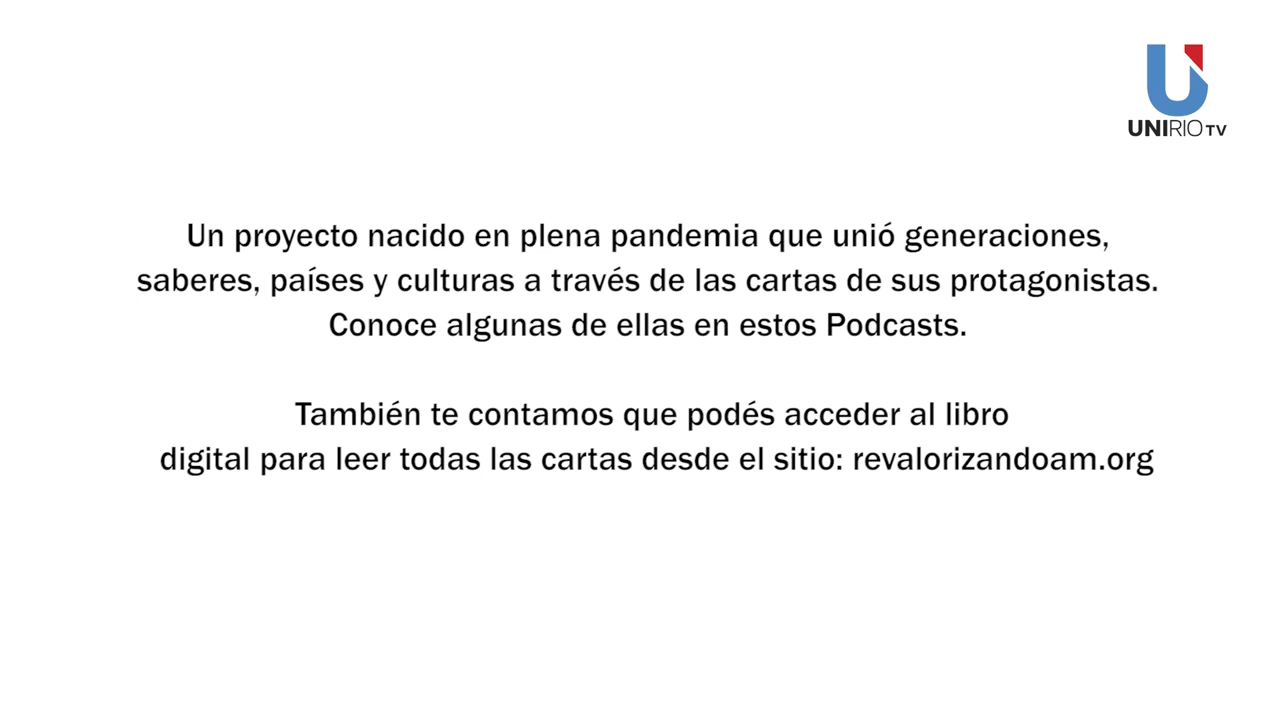 UNIRIO TV
Un proyecto nacido en plena pandemia que unió generaciones,
saberes, países y culturas a través de las cartas de sus protagonistas.
Conoce algunas de ellas en estos Podcasts.
También te contamos que podés acceder al libro
digital para leer todas las cartas desde el sitio: revalorizandoam.org